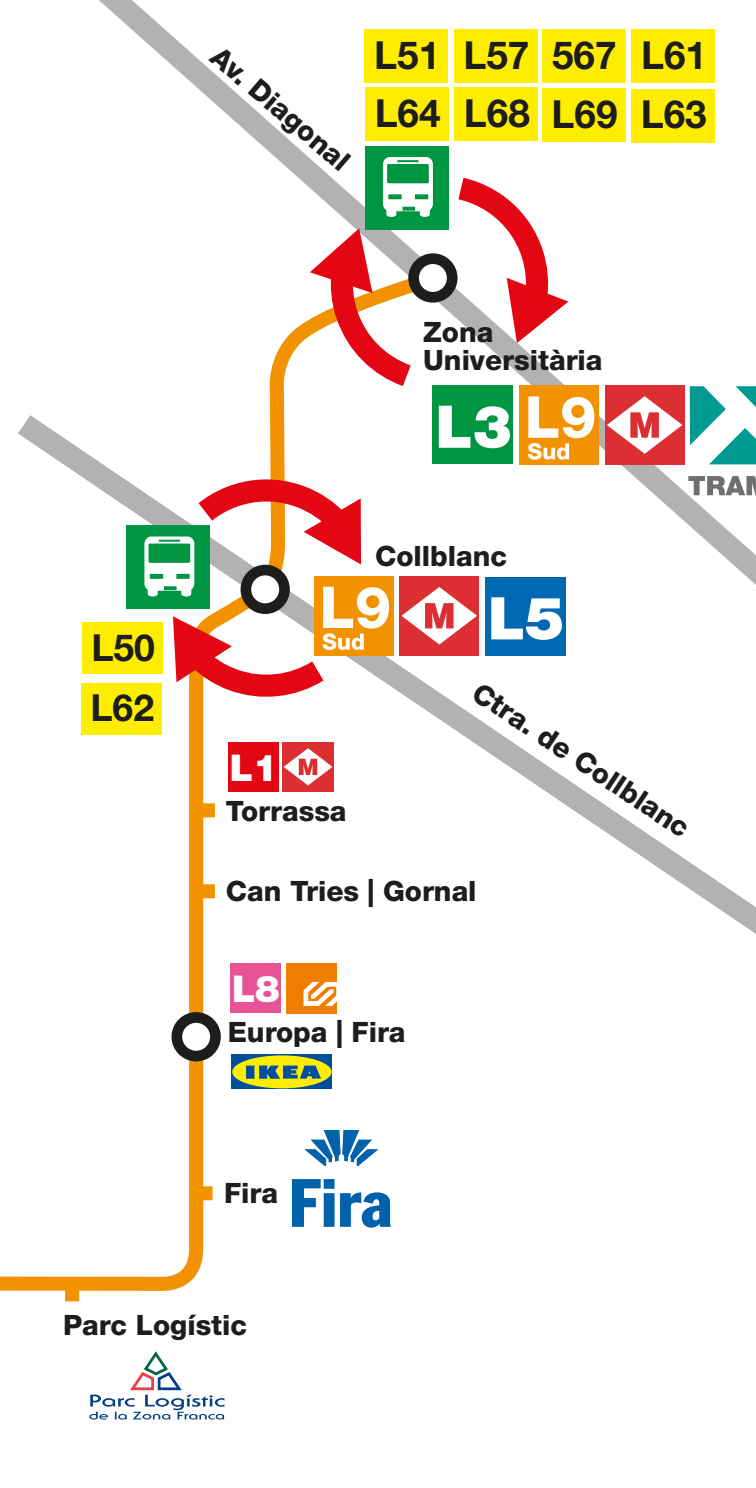 Av. Diagonal
L51 L57 567 L61
L64 L68 L69 L63
Zona
Universitària
L3 L9 Sud M
TRAM
Collblanc
L9 Sud M L5
L50
L62
Ctra. de Collblanc
L1 M
Torrassa
Can Tries | Gornal
L8
Europa | Fira
IKEA
Fira Fira
Parc Logístic
Parc Logístic
de la Zona Franca